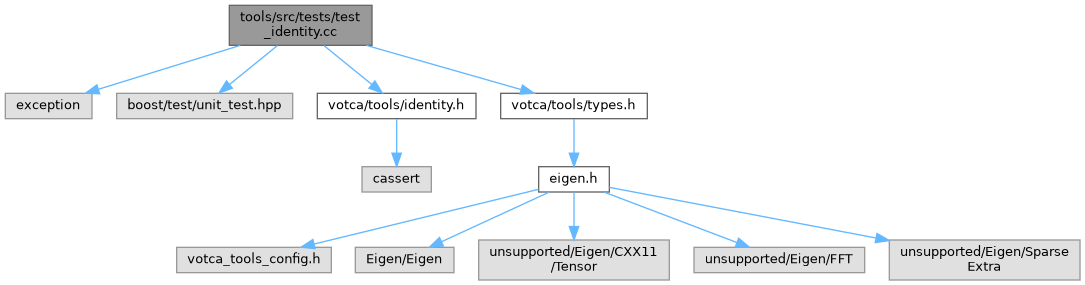 tools/src/tests/test
_identity.cc
exception
boost/test/unit_test.hpp
votca/tools/identity.h
votca/tools/types.h
cassert
eigen.h
votca_tools_config.h
Eigen/Eigen
unsupported/Eigen/CXX11
/Tensor
unsupported/Eigen/FFT
unsupported/Eigen/Sparse
Extra